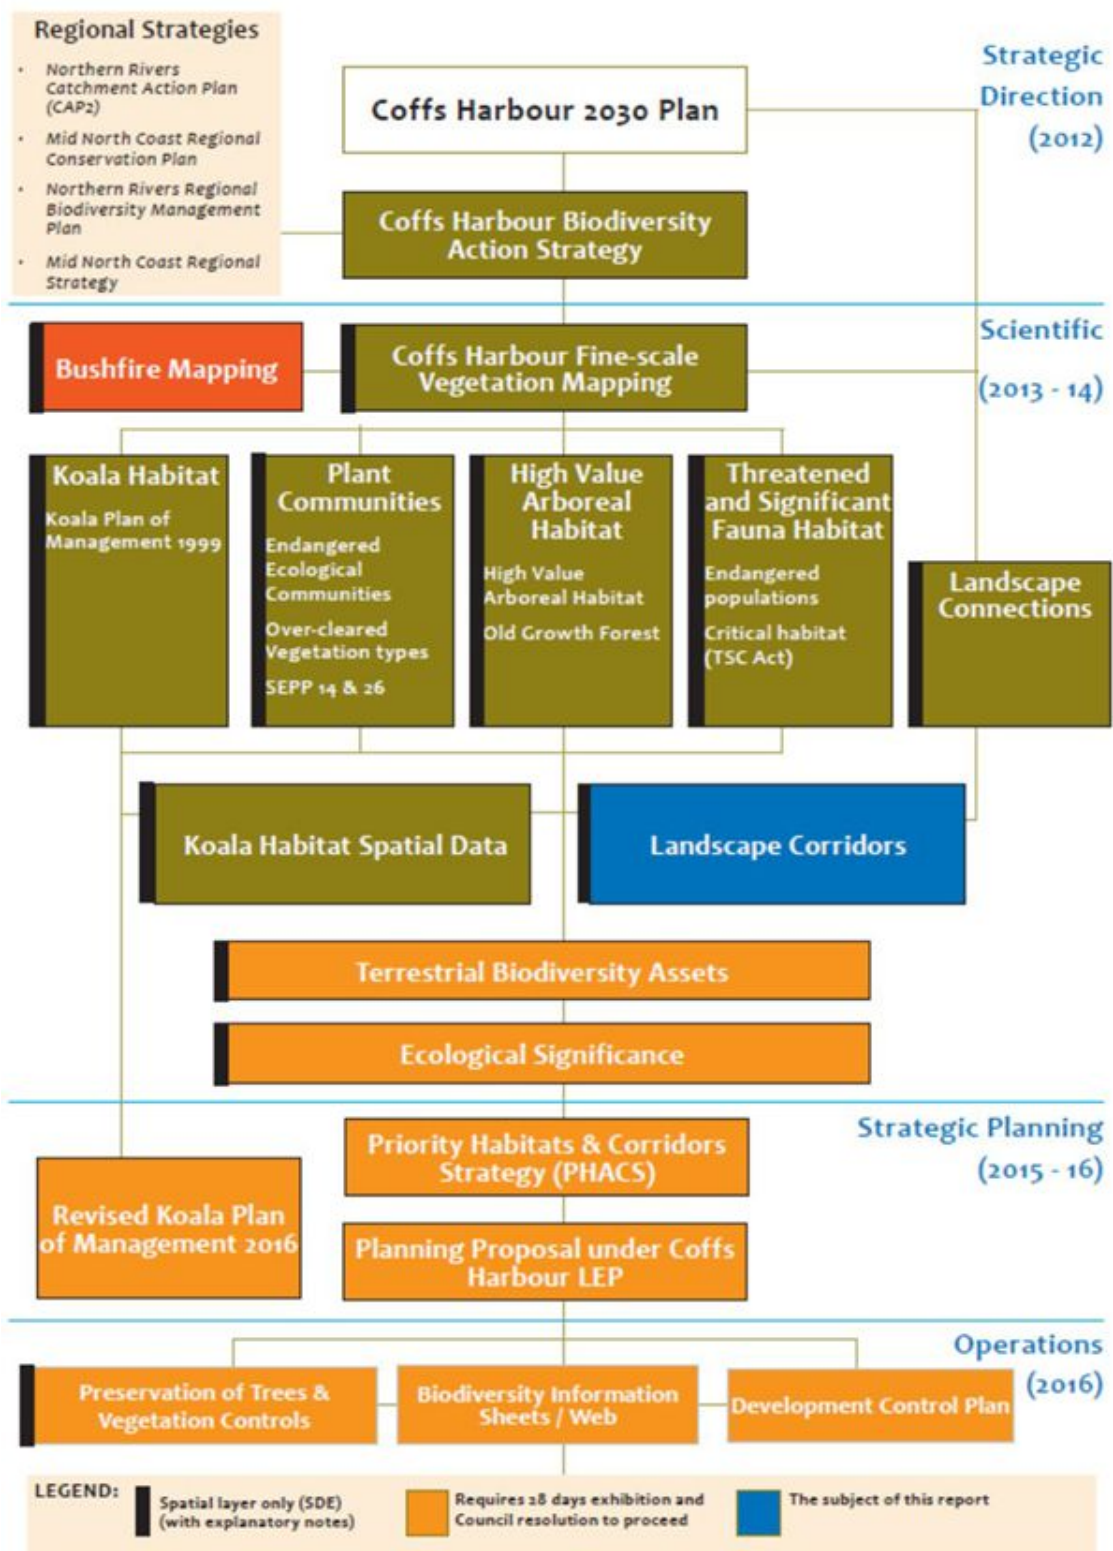 Regional Strategies
• Northern Rivers
Catchment Action Plan
(CAP2)
• Mid North Coast Regional
Conservation Plan
• Northern Rivers Regional
Biodiversity Management
Plan
• Mid North Coast Regional
Strategy
Coffs Harbour 2030 Plan
Strategic
Direction
(2012)
Coffs Harbour Biodiversity
Action Strategy
Scientific
(2013 - 14)
Bushfire Mapping
Coffs Harbour Fine-scale
Vegetation Mapping
Koala Habitat
Koala Plan of
Management 1999
Plant
Communities
Endangered
Ecological
Communities
Over-cleared
Vegetation types
SEPP 14 & 26
High Value
Arboreal
Habitat
High Value
Arboreal Habitat
Old Growth Forest
Threatened
and Significant
Fauna Habitat
Endangered
populations
Critical habitat
(TSC Act)
Landscape
Connections
Koala Habitat Spatial Data
Landscape Corridors
Terrestrial Biodiversity Assets
Ecological Significance
Strategic Planning
(2015 - 16)
Priority Habitats & Corridors
Strategy (PHACS)
Revised Koala Plan
of Management 2016
Planning Proposal under Coffs
Harbour LEP
Operations
(2016)
Preservation of Trees &
Vegetation Controls
Biodiversity Information
Sheets / Web
Development Control Plan
LEGEND:
Spatial layer only (SDE)
(with explanatory notes)
Requires 28 days exhibition and
Council resolution to proceed
The subject of this report